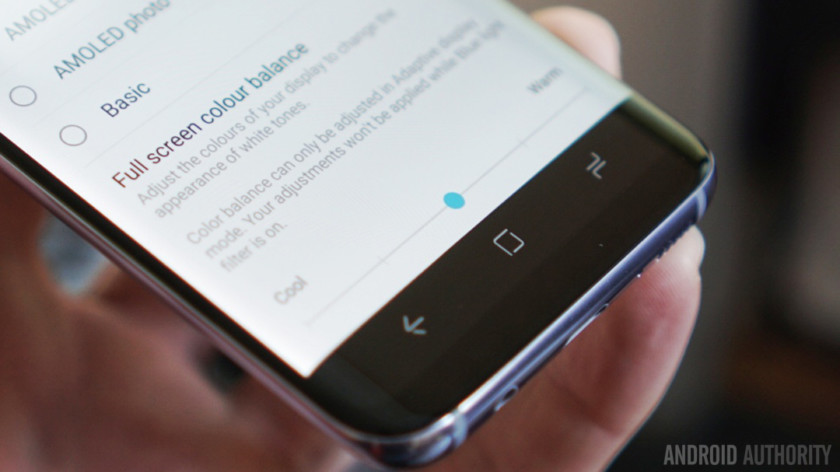 AMOLED
AMOLED photo
Basic
Full screen colour balance
Adjust the colours of your display to change the
appearance of white tones.
Color balance can only be adjusted in Adaptive display
mode. Your adjustments won't be applied while Blue light
filter is on.
Cool
Warm
ANDROID AUTHORITY